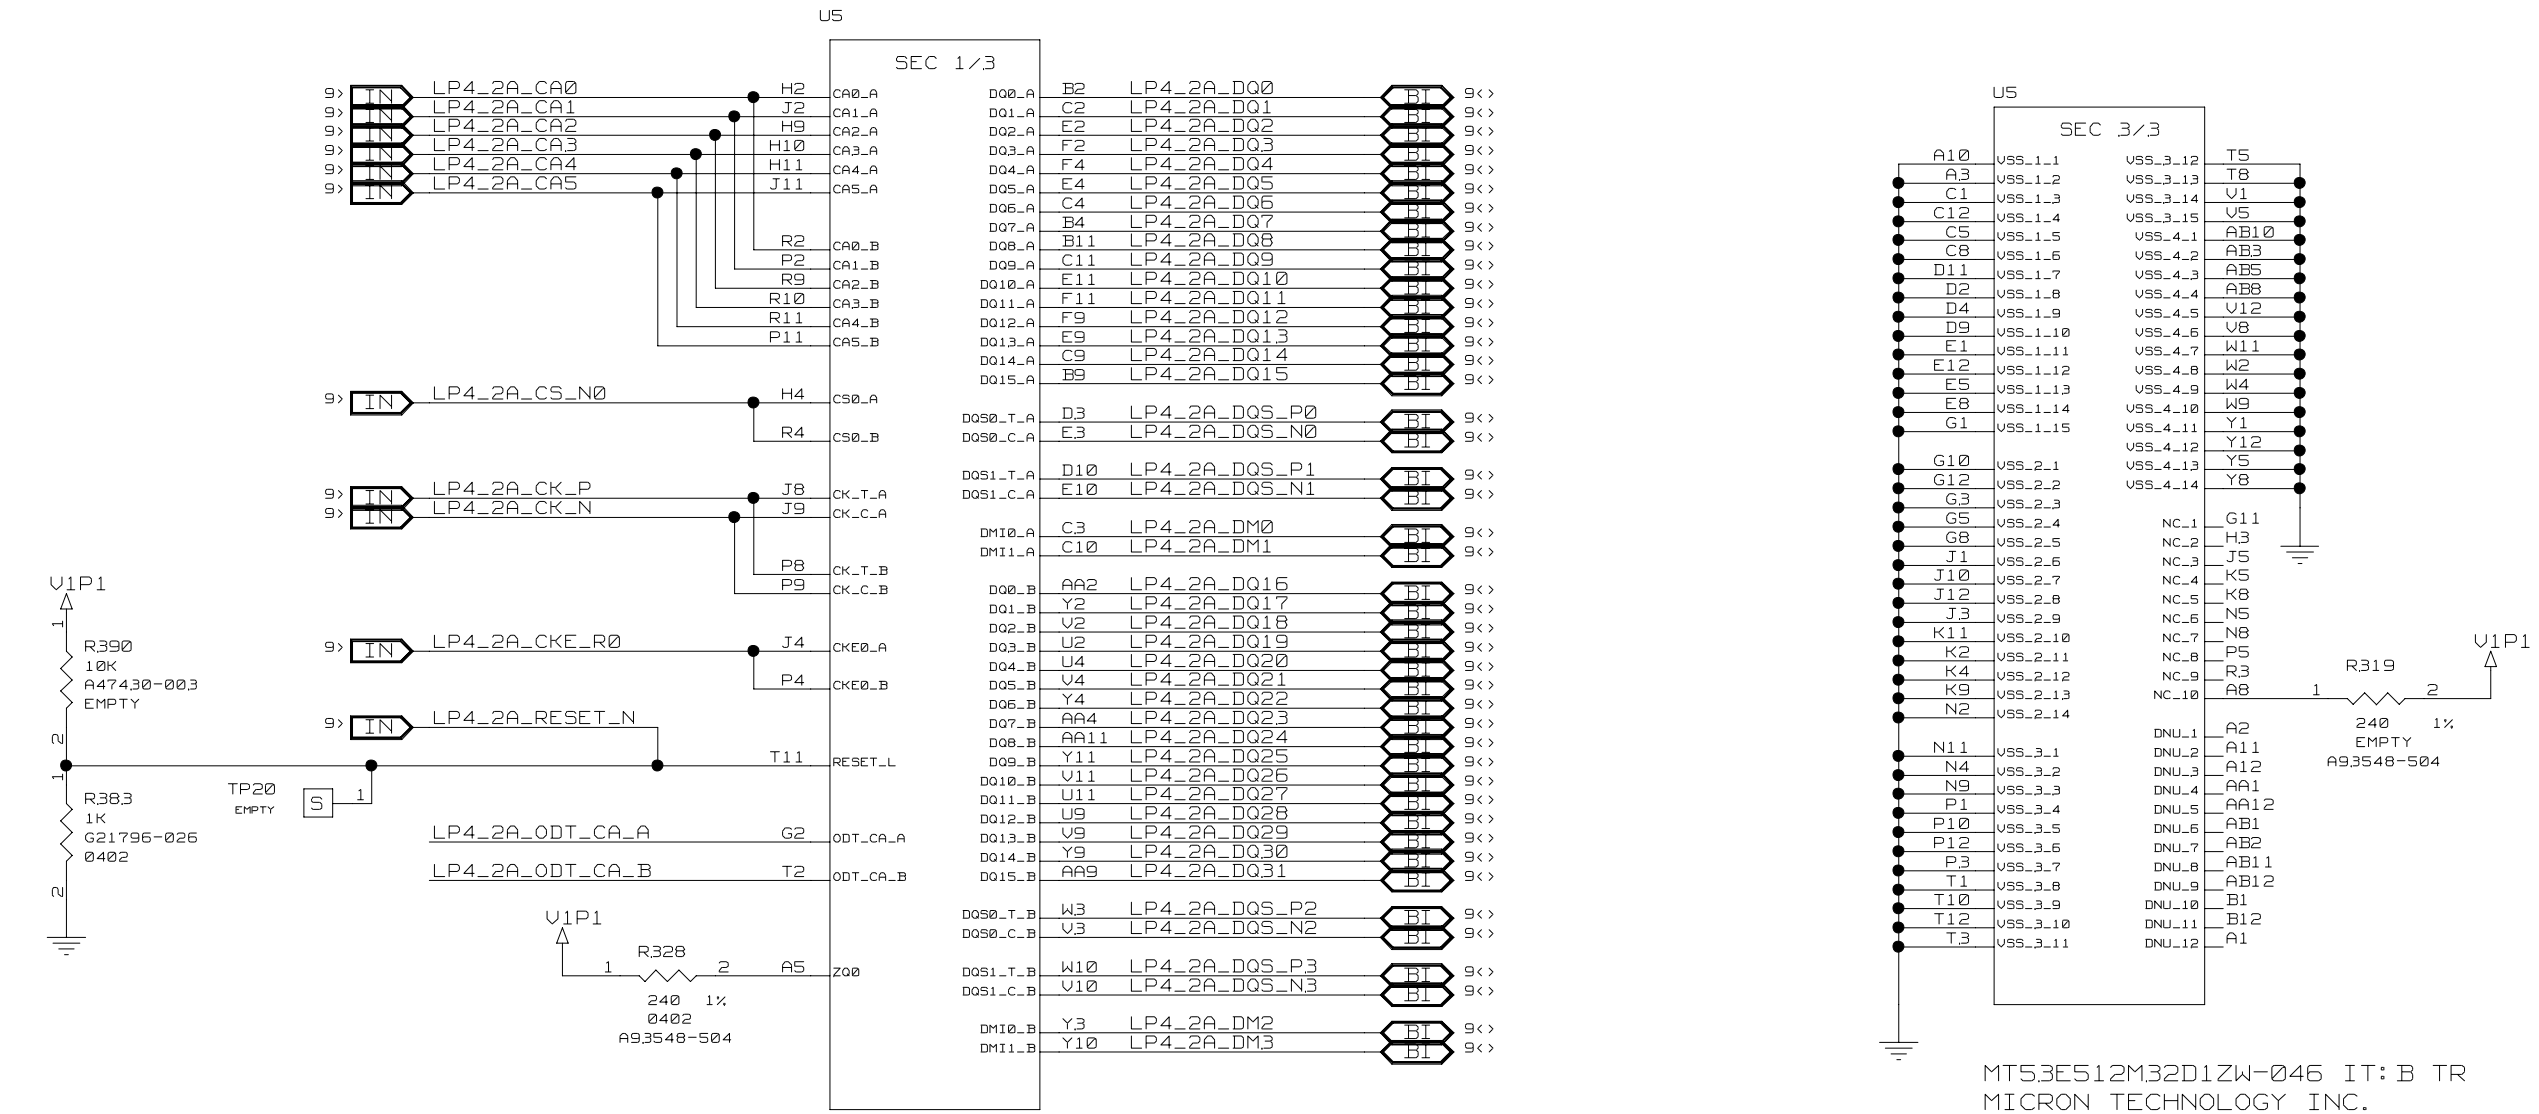 U5
SEC 1/3
9> IN LP4_2A_CA0 H2 CA0_A
9> IN LP4_2A_CA1 J2 CA1_A
9> IN LP4_2A_CA2 H9 CA2_A
9> IN LP4_2A_CA3 H10 CA3_A
9> IN LP4_2A_CA4 H11 CA4_A
9> IN LP4_2A_CA5 J11 CA5_A
R2 CA0_B
P2 CA1_B
R9 CA2_B
R10 CA3_B
R11 CA4_B
P11 CA5_B
9> IN LP4_2A_CS_N0 H4 CS0_A
R4 CS0_B
9> IN LP4_2A_CK_P J8 CK_T_A
9> IN LP4_2A_CK_N J9 CK_C_A
P8 CK_T_B
P9 CK_C_B
9> IN LP4_2A_CKE_R0 J4 CKE0_A
P4 CKE0_B
9> IN LP4_2A_RESET_N
T11 RESET_L
V1P1
1
R390
10K
A47430-003
EMPTY
2
1
R383
1K
G21796-026
0402
2
TP20
EMPTY
S 1
LP4_2A_ODT_CA_A G2 ODT_CA_A
LP4_2A_ODT_CA_B T2 ODT_CA_B
V1P1
R328
1 2 A5 ZQ0
240 1%
0402
A93548-504
DQ0_A B2 LP4_2A_DQ0 BI 9<>
DQ1_A C2 LP4_2A_DQ1 BI 9<>
DQ2_A E2 LP4_2A_DQ2 BI 9<>
DQ3_A F2 LP4_2A_DQ3 BI 9<>
DQ4_A F4 LP4_2A_DQ4 BI 9<>
DQ5_A E4 LP4_2A_DQ5 BI 9<>
DQ6_A C4 LP4_2A_DQ6 BI 9<>
DQ7_A B4 LP4_2A_DQ7 BI 9<>
DQ8_A B11 LP4_2A_DQ8 BI 9<>
DQ9_A C11 LP4_2A_DQ9 BI 9<>
DQ10_A E11 LP4_2A_DQ10 BI 9<>
DQ11_A F11 LP4_2A_DQ11 BI 9<>
DQ12_A F9 LP4_2A_DQ12 BI 9<>
DQ13_A E9 LP4_2A_DQ13 BI 9<>
DQ14_A C9 LP4_2A_DQ14 BI 9<>
DQ15_A B9 LP4_2A_DQ15 BI 9<>
DQS0_T_A D3 LP4_2A_DQS_P0 BI 9<>
DQS0_C_A E3 LP4_2A_DQS_N0 BI 9<>
DQS1_T_A D10 LP4_2A_DQS_P1 BI 9<>
DQS1_C_A E10 LP4_2A_DQS_N1 BI 9<>
DMI0_A C3 LP4_2A_DM0 BI 9<>
DMI1_A C10 LP4_2A_DM1 BI 9<>
DQ0_B AA2 LP4_2A_DQ16 BI 9<>
DQ1_B Y2 LP4_2A_DQ17 BI 9<>
DQ2_B V2 LP4_2A_DQ18 BI 9<>
DQ3_B U2 LP4_2A_DQ19 BI 9<>
DQ4_B U4 LP4_2A_DQ20 BI 9<>
DQ5_B V4 LP4_2A_DQ21 BI 9<>
DQ6_B Y4 LP4_2A_DQ22 BI 9<>
DQ7_B AA4 LP4_2A_DQ23 BI 9<>
DQ8_B AA11 LP4_2A_DQ24 BI 9<>
DQ9_B Y11 LP4_2A_DQ25 BI 9<>
DQ10_B V11 LP4_2A_DQ26 BI 9<>
DQ11_B U11 LP4_2A_DQ27 BI 9<>
DQ12_B U9 LP4_2A_DQ28 BI 9<>
DQ13_B V9 LP4_2A_DQ29 BI 9<>
DQ14_B Y9 LP4_2A_DQ30 BI 9<>
DQ15_B AA9 LP4_2A_DQ31 BI 9<>
DQS0_T_B W3 LP4_2A_DQS_P2 BI 9<>
DQS0_C_B V3 LP4_2A_DQS_N2 BI 9<>
DQS1_T_B W10 LP4_2A_DQS_P3 BI 9<>
DQS1_C_B V10 LP4_2A_DQS_N3 BI 9<>
DMI0_B Y3 LP4_2A_DM2 BI 9<>
DMI1_B Y10 LP4_2A_DM3 BI 9<>
U5
SEC 3/3
A10 VSS_1_1
A3 VSS_1_2
C1 VSS_1_3
C12 VSS_1_4
C5 VSS_1_5
C8 VSS_1_6
D11 VSS_1_7
D2 VSS_1_8
D4 VSS_1_9
D9 VSS_1_10
E1 VSS_1_11
E12 VSS_1_12
E5 VSS_1_13
E8 VSS_1_14
G1 VSS_1_15
G10 VSS_2_1
G12 VSS_2_2
G3 VSS_2_3
G5 VSS_2_4
G8 VSS_2_5
J1 VSS_2_6
J10 VSS_2_7
J12 VSS_2_8
J3 VSS_2_9
K11 VSS_2_10
K2 VSS_2_11
K4 VSS_2_12
K9 VSS_2_13
N2 VSS_2_14
N11 VSS_3_1
N4 VSS_3_2
N9 VSS_3_3
P1 VSS_3_4
P10 VSS_3_5
P12 VSS_3_6
P3 VSS_3_7
T1 VSS_3_8
T10 VSS_3_9
T12 VSS_3_10
T3 VSS_3_11
VSS_3_12 T5
VSS_3_13 T8
VSS_3_14 V1
VSS_3_15 V5
VSS_4_1 AB10
VSS_4_2 AB3
VSS_4_3 AB5
VSS_4_4 AB8
VSS_4_5 V12
VSS_4_6 V8
VSS_4_7 W11
VSS_4_8 W2
VSS_4_9 W4
VSS_4_10 W9
VSS_4_11 Y1
VSS_4_12 Y12
VSS_4_13 Y5
VSS_4_14 Y8
NC_1 G11
NC_2 H3
NC_3 J5
NC_4 K5
NC_5 K8
NC_6 N5
NC_7 N8
NC_8 P5
NC_9 R3
NC_10 A8
DNU_1 A2
DNU_2 A11
DNU_3 A12
DNU_4 AA1
DNU_5 AA12
DNU_6 AB1
DNU_7 AB2
DNU_8 AB11
DNU_9 AB12
DNU_10 B1
DNU_11 B12
DNU_12 A1
V1P1
R319
1 2
240 1%
EMPTY
A93548-504
MT53E512M32D1ZW-046 IT:B TR
MICRON TECHNOLOGY INC.